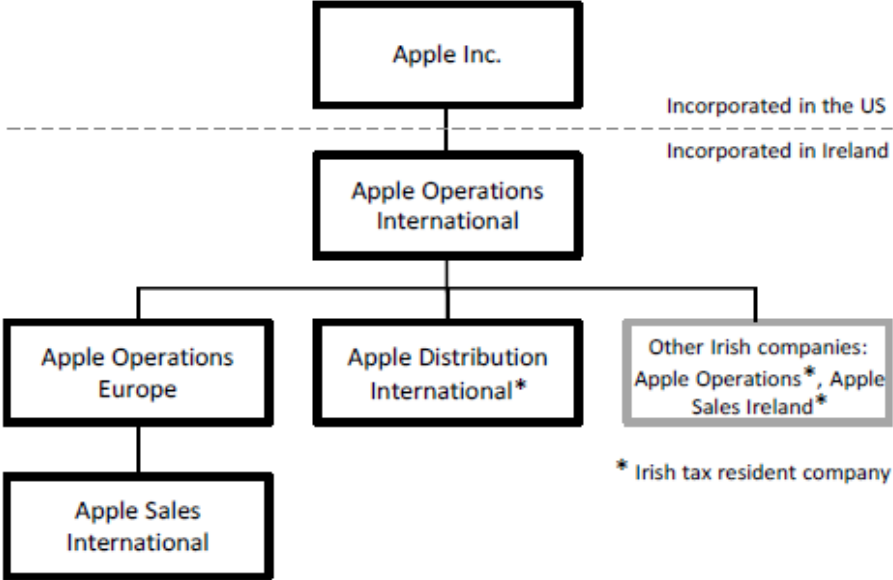 Apple Inc.
Incorporated in the US
Incorporated in Ireland
Apple Operations
International
Apple Operations
Europe
Apple Distribution
International*
Other Irish companies:
Apple Operations*, Apple
Sales Ireland*
* Irish tax resident company
Apple Sales
International